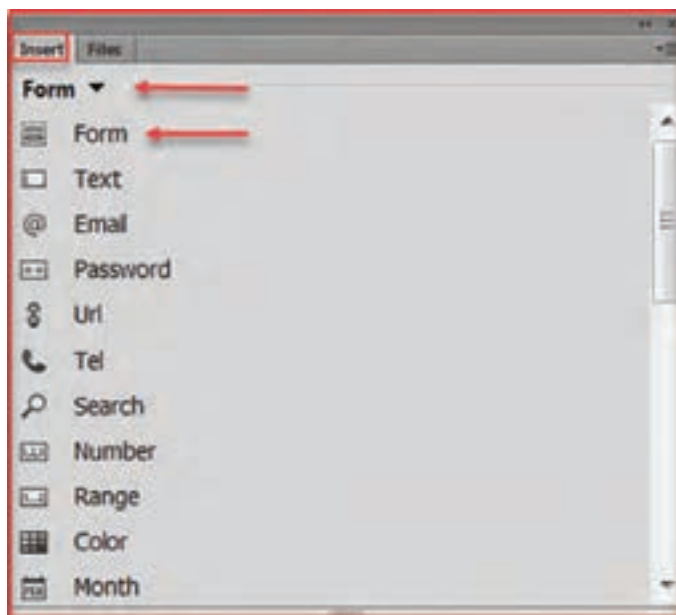 Insert Files
Form
Form
Text
Email
Password
Url
Tel
Search
Number
Range
Color
Month